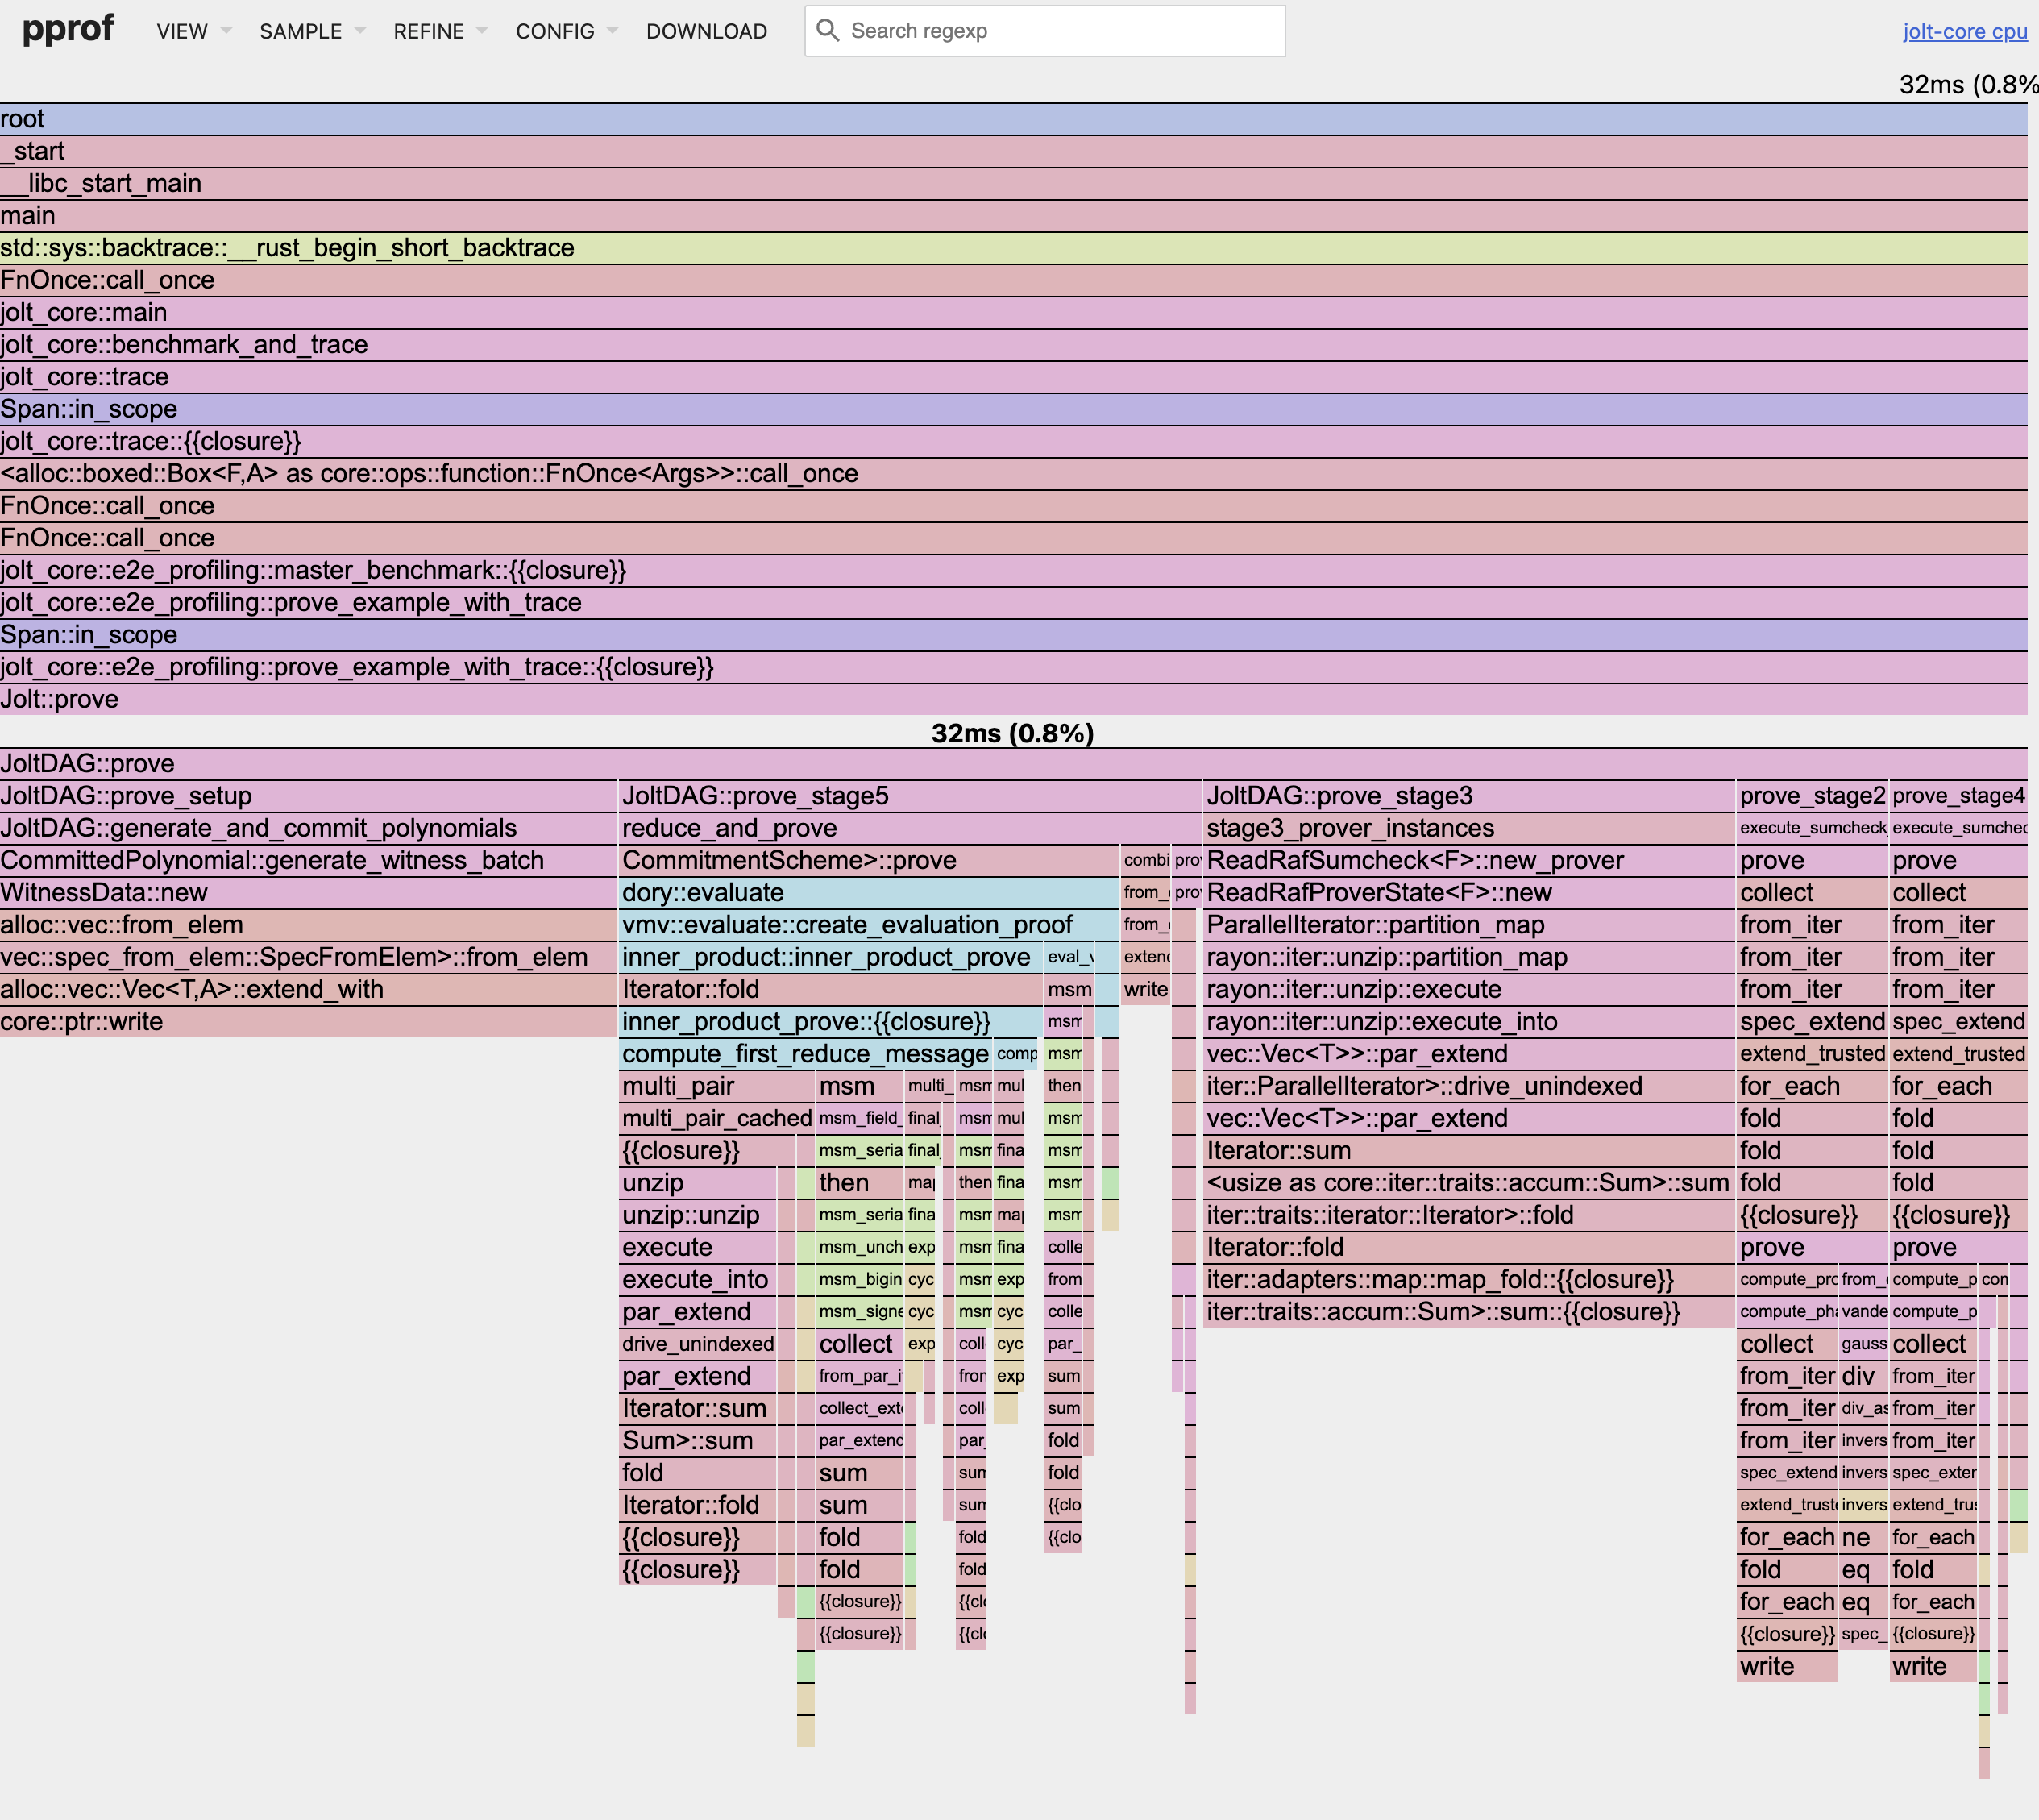 pprof VIEW SAMPLE REFINE CONFIG DOWNLOAD Search regexp jolt-core cpu
32ms (0.8%
root
_start
__libc_start_main
main
std::sys::backtrace::__rust_begin_short_backtrace
FnOnce::call_once
jolt_core::main
jolt_core::benchmark_and_trace
jolt_core::trace
Span::in_scope
jolt_core::trace::{{closure}}
<alloc::boxed::Box<F,A> as core::ops::function::FnOnce<Args>>::call_once
FnOnce::call_once
FnOnce::call_once
jolt_core::e2e_profiling::master_benchmark::{{closure}}
jolt_core::e2e_profiling::prove_example_with_trace
Span::in_scope
jolt_core::e2e_profiling::prove_example_with_trace::{{closure}}
Jolt::prove
32ms (0.8%)
JoltDAG::prove
JoltDAG::prove_setup JoltDAG::prove_stage5 JoltDAG::prove_stage3 prove_stage2 prove_stage4
JoltDAG::generate_and_commit_polynomials reduce_and_prove stage3_prover_instances execute_sumcheck execute_sumchec
CommittedPolynomial::generate_witness_batch CommitmentScheme>::prove combi pro ReadRafSumcheck<F>::new_prover prove prove
WitnessData::new dory::evaluate from_ pro ReadRafProverState<F>::new collect collect
alloc::vec::from_elem vmv::evaluate::create_evaluation_proof from_ ParallelIterator::partition_map from_iter from_iter
vec::spec_from_elem::SpecFromElem>::from_elem inner_product::inner_product_prove eval_v extend rayon::iter::unzip::partition_map from_iter from_iter
alloc::vec::Vec<T,A>::extend_with Iterator::fold msm write rayon::iter::unzip::execute from_iter from_iter
core::ptr::write inner_product_prove::{{closure}} msm rayon::iter::unzip::execute_into spec_extend spec_extend
compute_first_reduce_message comp msm vec::Vec<T>>::par_extend extend_trusted extend_trusted
multi_pair msm multi_ msm mul then iter::ParallelIterator>::drive_unindexed for_each for_each
multi_pair_cached msm_field_ final msm mul msm vec::Vec<T>>::par_extend fold fold
{{closure}} msm_seria final_ msm fina msm Iterator::sum fold fold
unzip then map then fina msm <usize as core::iter::traits::accum::Sum>::sum fold fold
unzip::unzip msm_seria fina msm map msm iter::traits::iterator::Iterator>::fold {{closure}} {{closure}}
execute msm_unch exp msm fina colle Iterator::fold prove prove
execute_into msm_bigin cyc msm exp from iter::adapters::map::map_fold::{{closure}} compute_pro from_ compute_p com
par_extend msm_signe cyc msm cycl colle iter::traits::accum::Sum>::sum::{{closure}} compute_pha vande compute_p
drive_unindexed collect exp coll cycl par_ collect gauss collect
par_extend from_par_it from exp sum from_iter div from_iter
Iterator::sum collect_exte coll sum from_iter div_as from_iter
Sum>::sum par_extend par_ fold from_iter invers from_iter
fold sum sum fold spec_extend invers spec_exten
Iterator::fold sum sum {{clo extend_trust invers extend_trus
{{closure}} fold fold {{clo for_each ne for_each
{{closure}} fold fold fold eq fold
{{closure}} {{clo for_each eq for_each
{{closure}} {{clo {{closure}} spec_ {{closure}}
write write